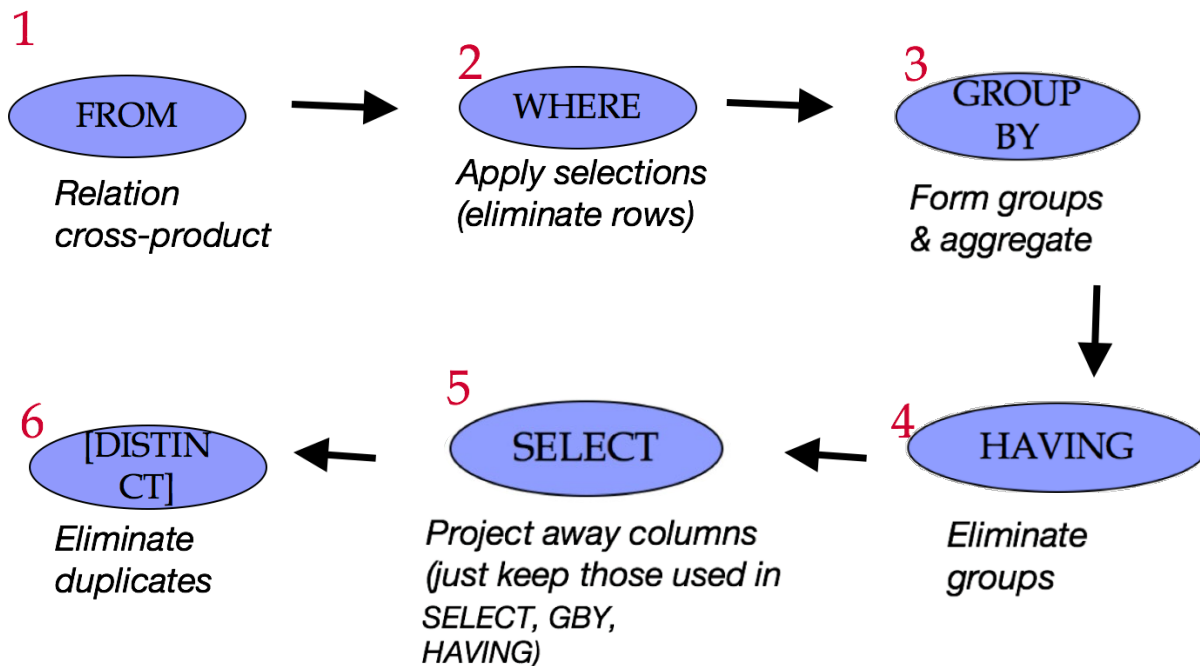 1
FROM
Relation
cross-product
2
WHERE
Apply selections
(eliminate rows)
3
GROUP
BY
Form groups
& aggregate
4
HAVING
Eliminate
groups
5
SELECT
Project away columns
(just keep those used in
SELECT, GBY,
HAVING)
6
[DISTIN
CT]
Eliminate
duplicates